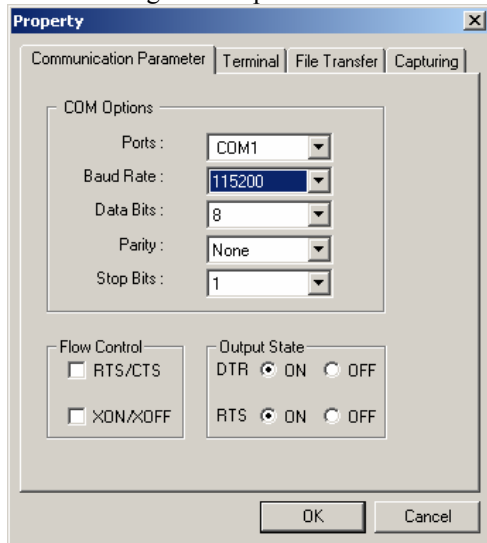 Property
Communication Parameter Terminal File Transfer Capturing
COM Options
Ports : COM1
Baud Rate : 115200
Data Bits : 8
Parity : None
Stop Bits : 1
Flow Control
RTS/CTS
XON/XOFF
Output State
DTR ON OFF
RTS ON OFF
OK Cancel